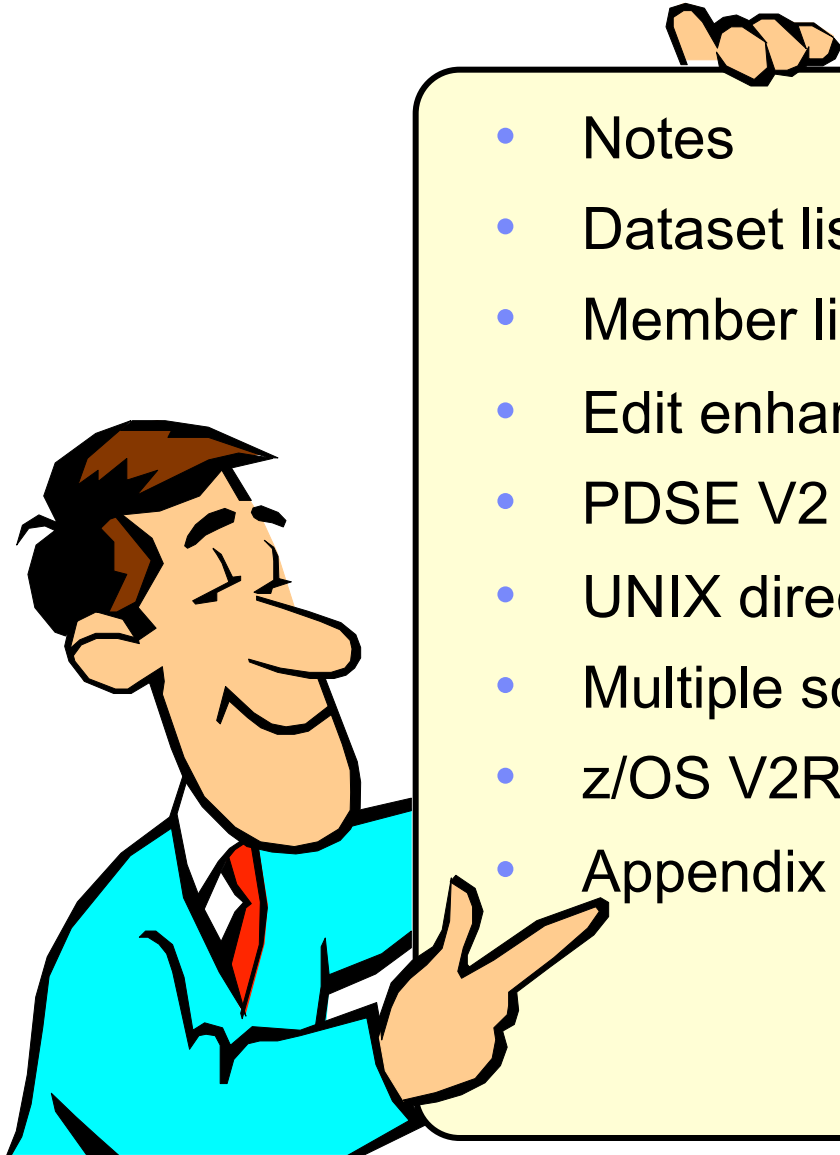 Notes
Dataset lis
Member li
Edit enhar
PDSE V2
UNIX direc
Multiple sc
z/OS V2R
Appendix